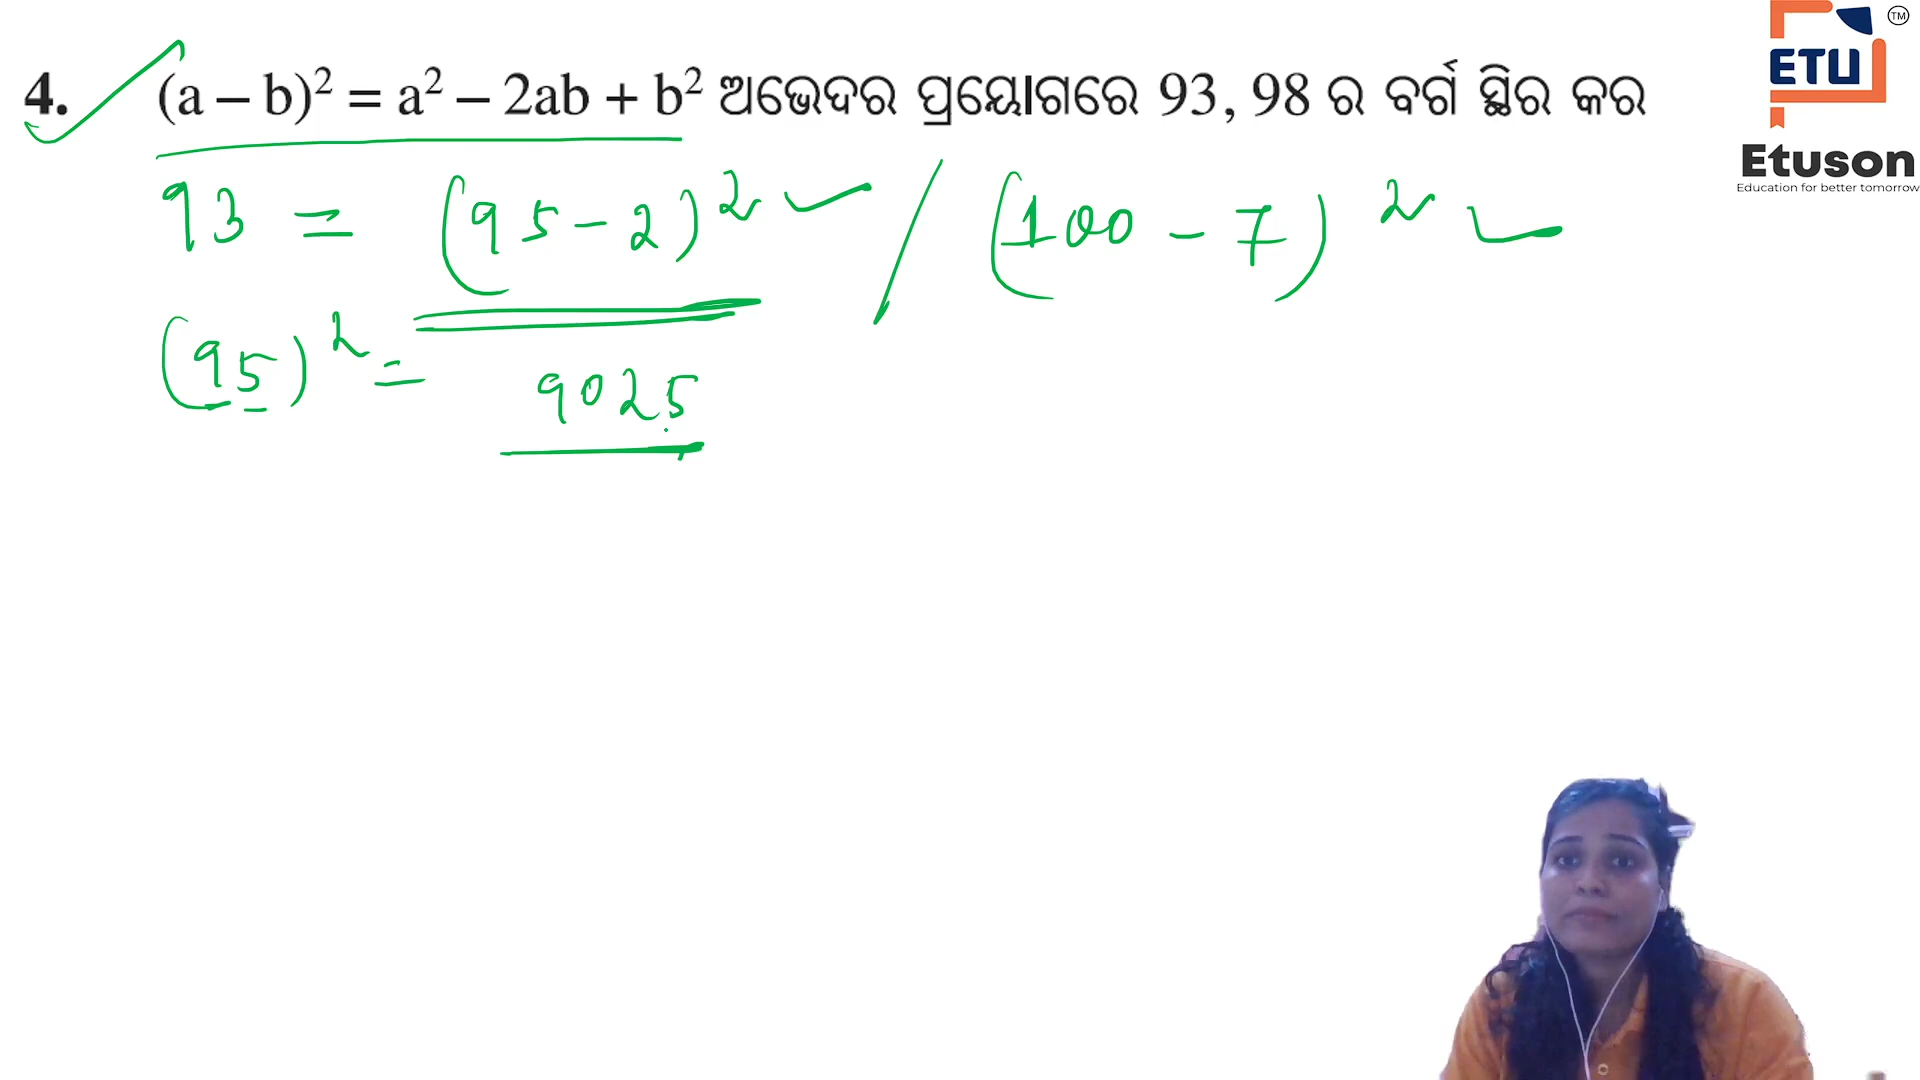 4. (a – b)² = a² – 2ab + b² ଅଭେଦର ପ୍ରୟୋଗରେ 93, 98 ର ବର୍ଗ ସ୍ଥିର କର
93 = (95 - 2)² / (100 - 7)²
(95)² = 9025
ETU
TM
Etuson
Education for better tomorrow